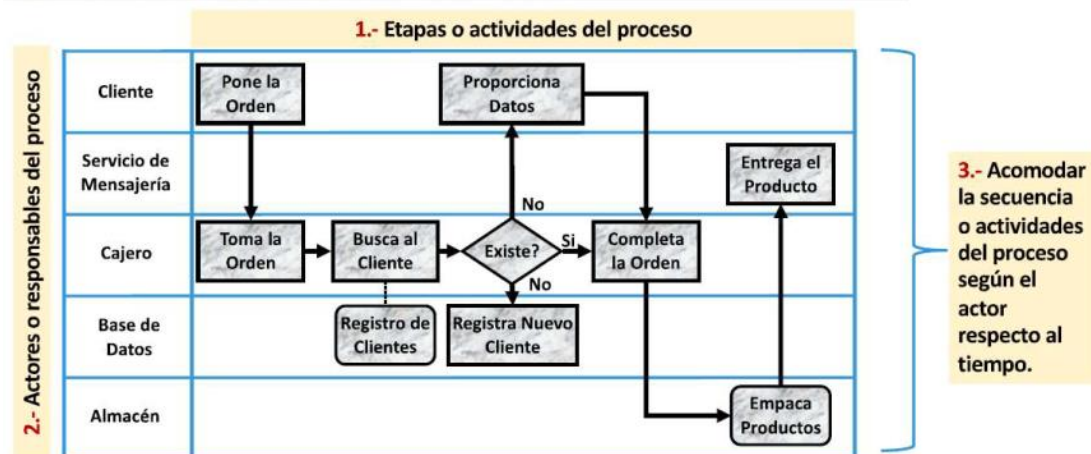 1.- Etapas o actividades del proceso
2.- Actores o responsables del proceso
Cliente
Pone la
Orden
Proporciona
Datos
Servicio de
Mensajería
Entrega el
Producto
No
Cajero
Toma la
Orden
Busca al
Cliente
Existe?
Si
Completa
la Orden
No
Base de
Datos
Registro de
Clientes
Registra Nuevo
Cliente
Almacén
Empaca
Productos
3.- Acomodar
la secuencia
o actividades
del proceso
según el
actor
respecto al
tiempo.